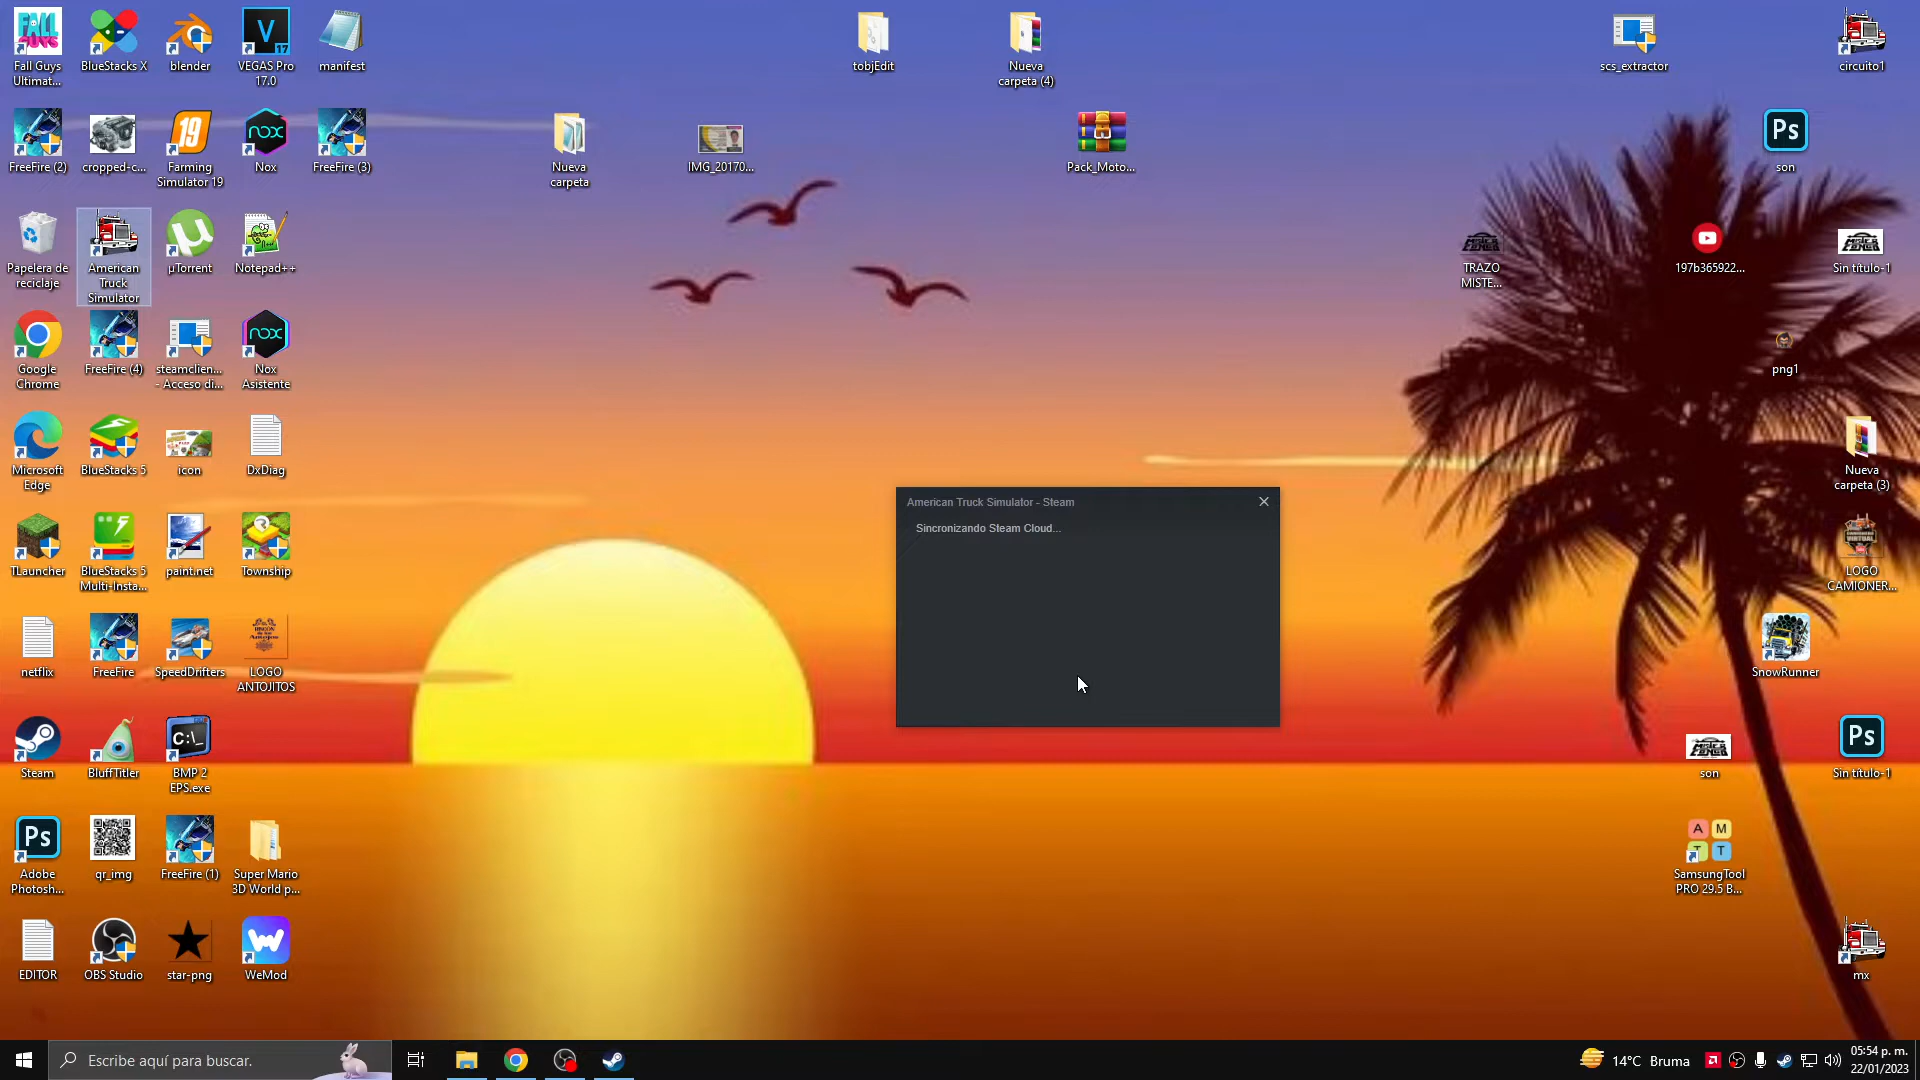 Fall Guys
Ultimat...
BlueStacks X
blender
VEGAS Pro
17.0
manifest
tobjEdit
Nueva
carpeta (4)
scs_extractor
circuito1
FreeFire (2)
cropped-c...
Farming
Simulator 19
Nox
FreeFire (3)
Nueva
carpeta
IMG_20170...
Pack_Moto...
son
Papelera de
reciclaje
American
Truck
Simulator
µTorrent
Notepad++
TRAZO
MISTE...
197b365922...
Sin título-1
Google
Chrome
FreeFire (4)
steamclien...
- Acceso di...
Nox
Asistente
png1
Microsoft
Edge
BlueStacks 5
icon
DxDiag
Nueva
carpeta (3)
American Truck Simulator - Steam
Sincronizando Steam Cloud...
TLauncher
BlueStacks 5
Multi-Insta...
paint.net
Township
LOGO
CAMIONER...
netflix
FreeFire
SpeedDrifters
LOGO
ANTOJITOS
SnowRunner
Steam
BluffTitler
BMP 2
EPS.exe
son
Sin título-1
Adobe
Photosh...
qr_img
FreeFire (1)
Super Mario
3D World p...
SamsungTool
PRO 29.5 B...
EDITOR
OBS Studio
star-png
WeMod
mx
Escribe aquí para buscar.
14°C Bruma
05:54 p. m.
22/01/2023